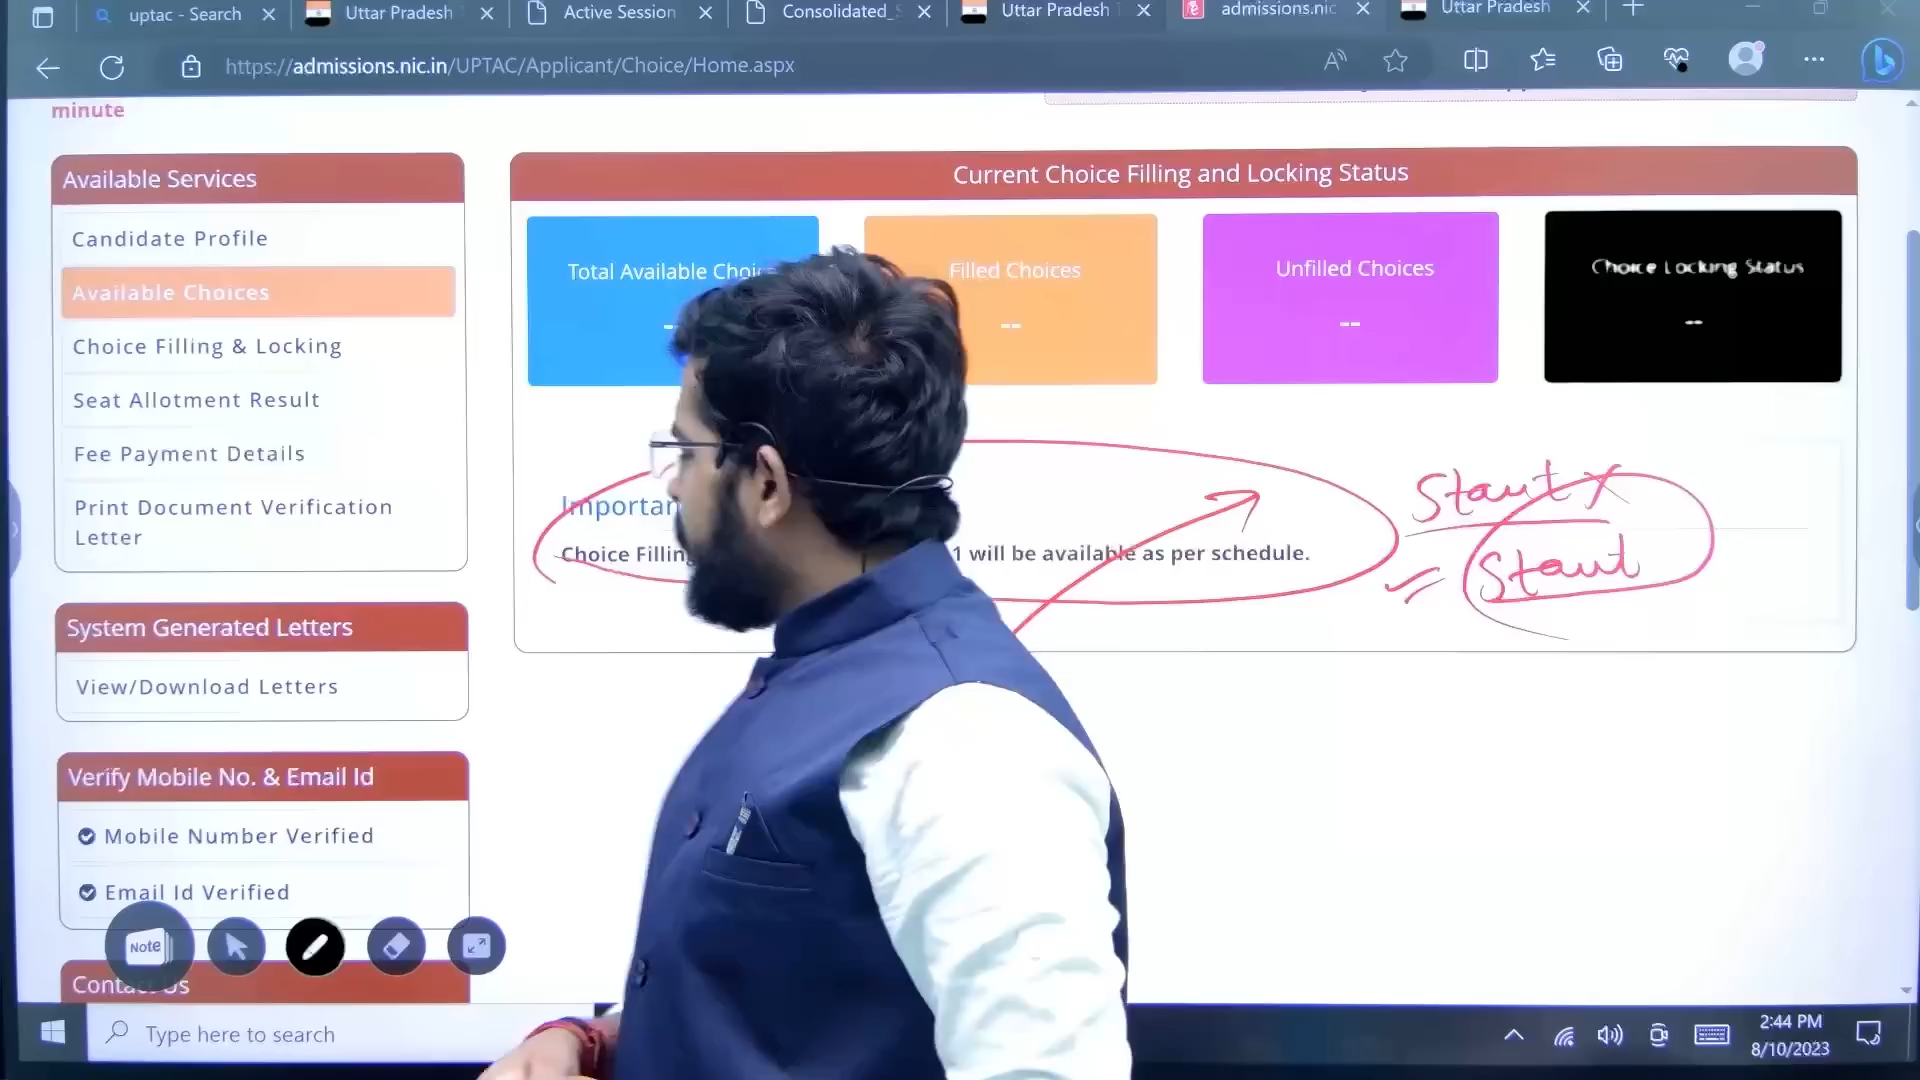 uptac - Search
Uttar Pradesh
Active Session
Consolidated_
Uttar Pradesh
admissions.nic
Uttar Pradesh
https://admissions.nic.in/UPTAC/Applicant/Choice/Home.aspx
minute
Available Services
Candidate Profile
Available Choices
Choice Filling & Locking
Seat Allotment Result
Fee Payment Details
Print Document Verification
Letter
System Generated Letters
View/Download Letters
Verify Mobile No. & Email Id
Mobile Number Verified
Email Id Verified
Contact Us
Note
Current Choice Filling and Locking Status
Total Available
--
Filled Choices
--
Unfilled Choices
--
Choice Locking Status
--
Choice Filling 1 will be available as per schedule.
Start
Start
Type here to search
2:44 PM
8/10/2023